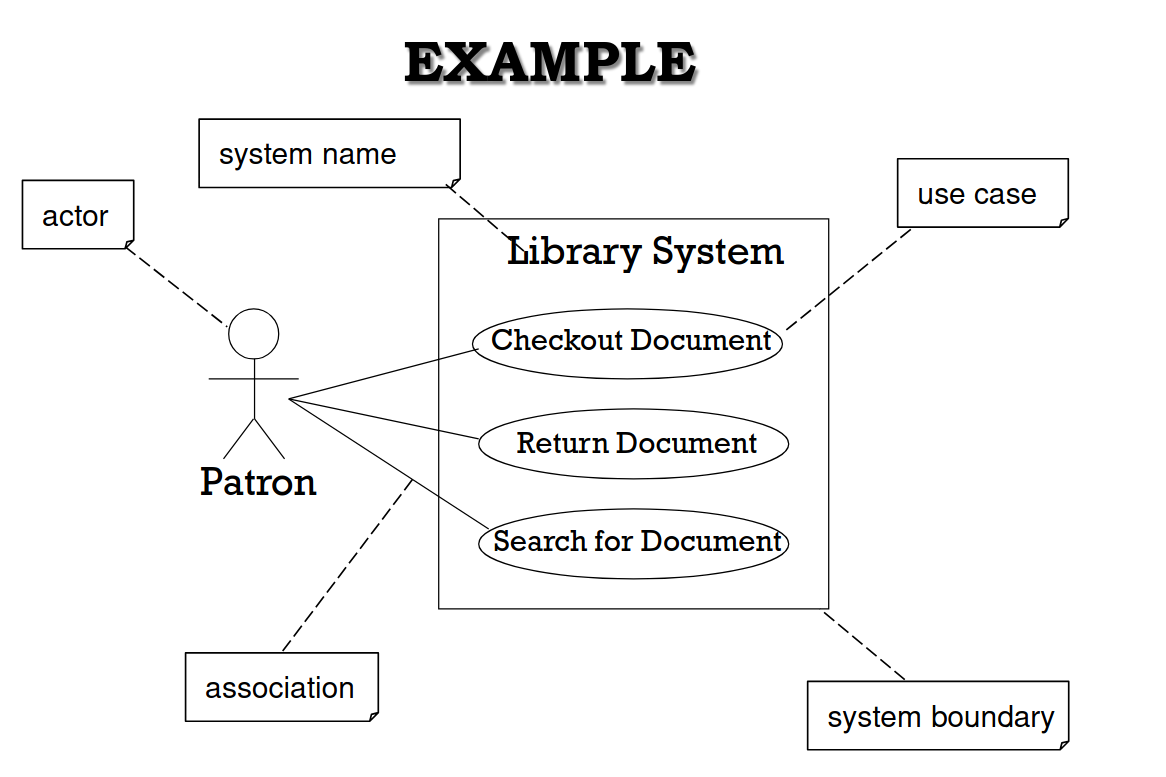 EXAMPLE
system name
use case
actor
Library System
Checkout Document
Return Document
Patron
Search for Document
association
system boundary